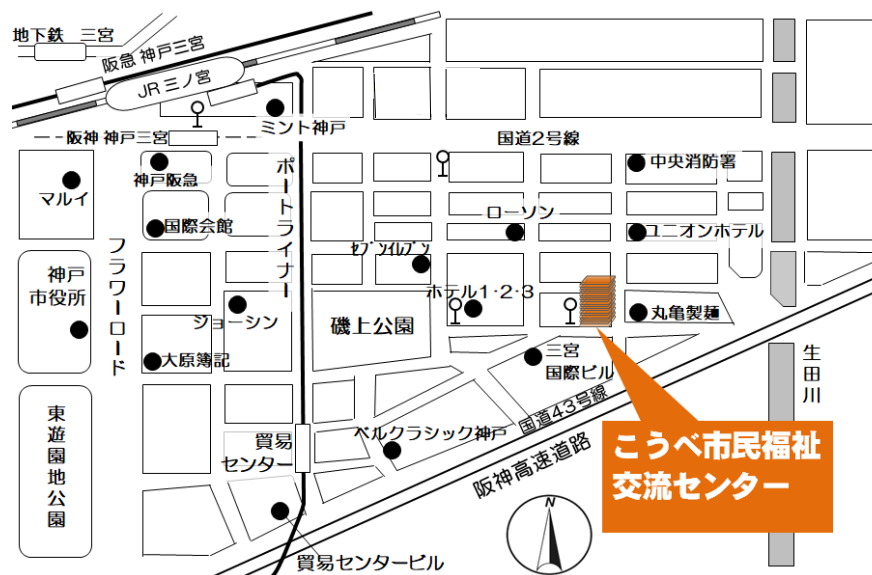 地下鉄 三宮
阪急 神戸三宮
JR 三ノ宮
ミント神戸
阪神 神戸三宮
国道2号線
中央消防署
マルイ
神戸阪急
ポートライナー
国際会館
ローソン
ユニオンホテル
セブンイレブン
フラワーロード
神戸
市役所
ジョーシン
磯上公園
ホテル1・2・3
丸亀製麺
大原簿記
三宮
国際ビル
生田川
国道43号線
東遊園地公園
貿易
センター
ベルクラシック神戸
阪神高速道路
こうべ市民福祉
交流センター
N
貿易センタービル